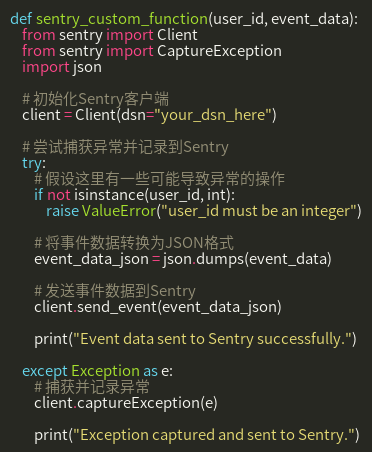 def sentry_custom_function(user_id, event_data):
from sentry import Client
from sentry import CaptureException
import json
# 初始化Sentry客户端
client = Client(dsn="your_dsn_here")
# 尝试捕获异常并记录到Sentry
try:
# 假设这里有一些可能导致异常的操作
if not isinstance(user_id, int):
raise ValueError("user_id must be an integer")
# 将事件数据转换为JSON格式
event_data_json = json.dumps(event_data)
# 发送事件数据到Sentry
client.send_event(event_data_json)
print("Event data sent to Sentry successfully.")
except Exception as e:
# 捕获并记录异常
client.captureException(e)
print("Exception captured and sent to Sentry.")